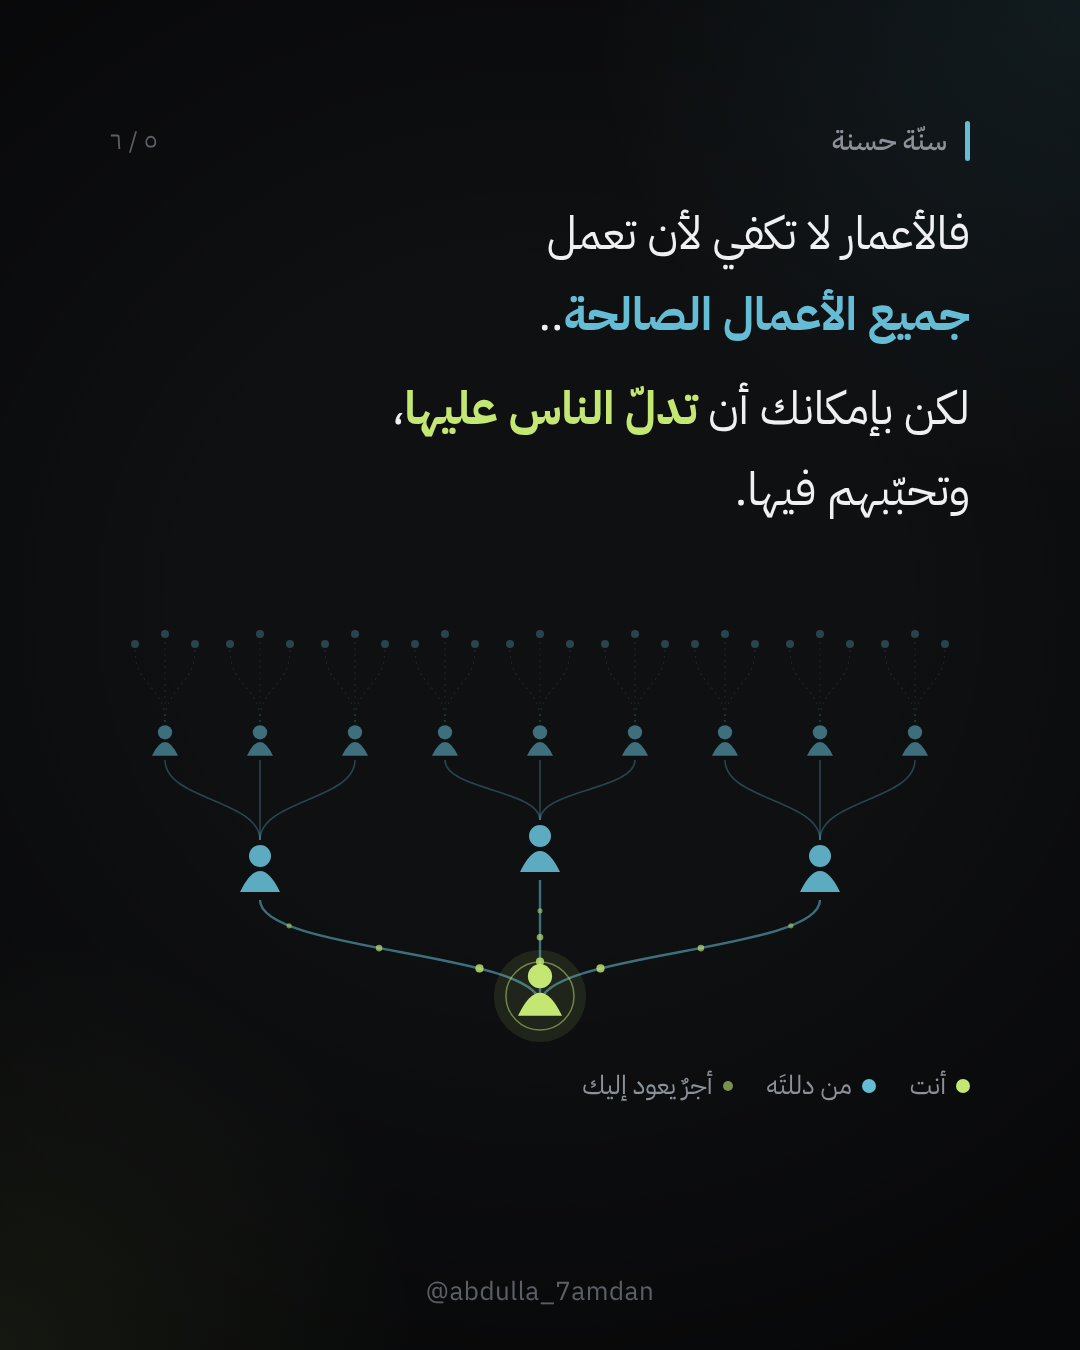 سنّة حسنة
٥ / ٦
فالأعمار لا تكفي لأن تعمل
جميع الأعمال الصالحة..
لكن بإمكانك أن تدلّ الناس عليها،
وتحبّبهم فيها.
أنت
من دللتَه
أجرٌ يعود إليك
@abdulla_7amdan